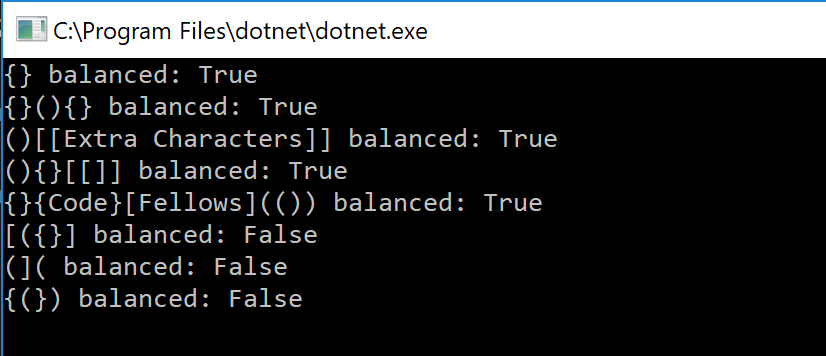 C:\Program Files\dotnet\dotnet.exe
{} balanced: True
{}(){} balanced: True
()[[Extra Characters]] balanced: True
(){}[[]] balanced: True
{}{Code}[Fellows](()) balanced: True
[({}] balanced: False
(]( balanced: False
{(}) balanced: False